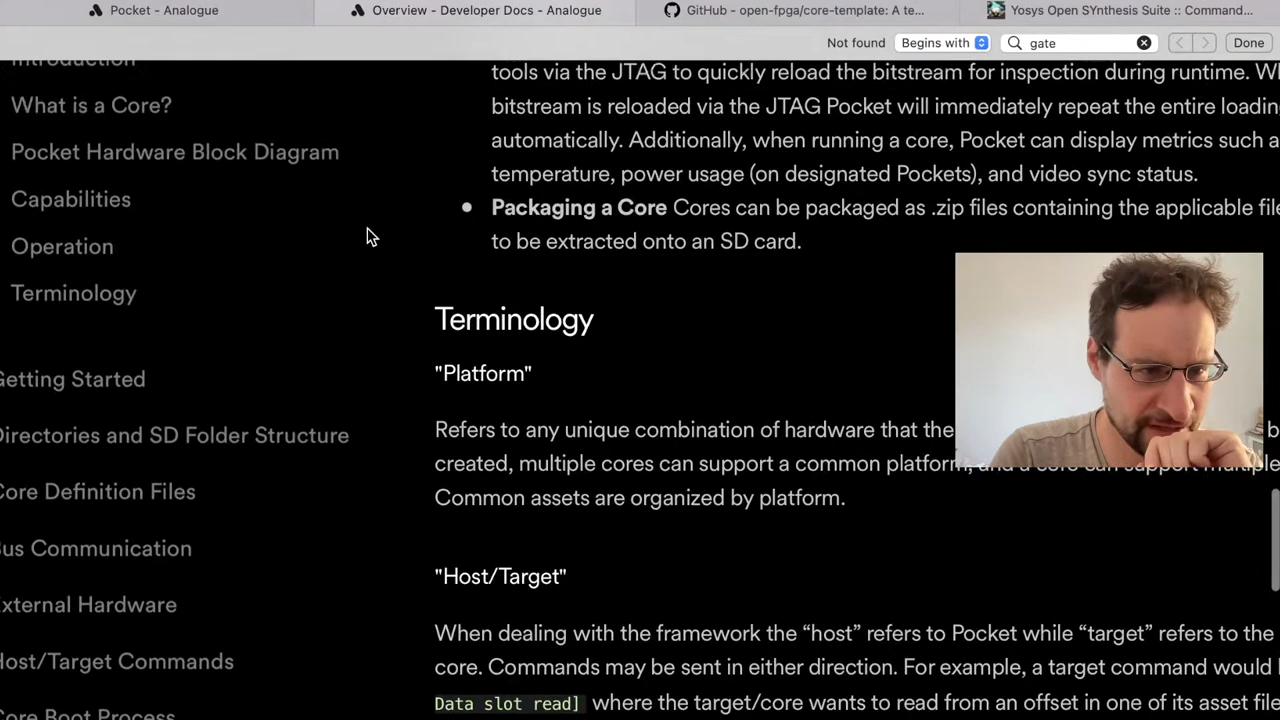 Pocket - Analogue
Overview - Developer Docs - Analogue
GitHub - open-fpga/core-template: A te...
Yosys Open SYnthesis Suite :: Command...
Not found
Begins with
gate
Done
Introduction
What is a Core?
Pocket Hardware Block Diagram
Capabilities
Operation
Terminology
Getting Started
Directories and SD Folder Structure
Core Definition Files
Bus Communication
External Hardware
Host/Target Commands
Core Boot Process
tools via the JTAG to quickly reload the bitstream for inspection during runtime.
bitstream is reloaded via the JTAG Pocket will immediately repeat the entire
automatically. Additionally, when running a core, Pocket can display metrics such
temperature, power usage (on designated Pockets), and video sync status.
Packaging a Core Cores can be packaged as .zip files containing the applicable
to be extracted onto an SD card.
Terminology
"Platform"
Refers to any unique combination of hardware that the
created, multiple cores can support a common platform, and a core can support multiple
Common assets are organized by platform.
"Host/Target"
When dealing with the framework the “host” refers to Pocket while “target” refers to the
core. Commands may be sent in either direction. For example, a target command would
Data slot read] where the target/core wants to read from an offset in one of its asset